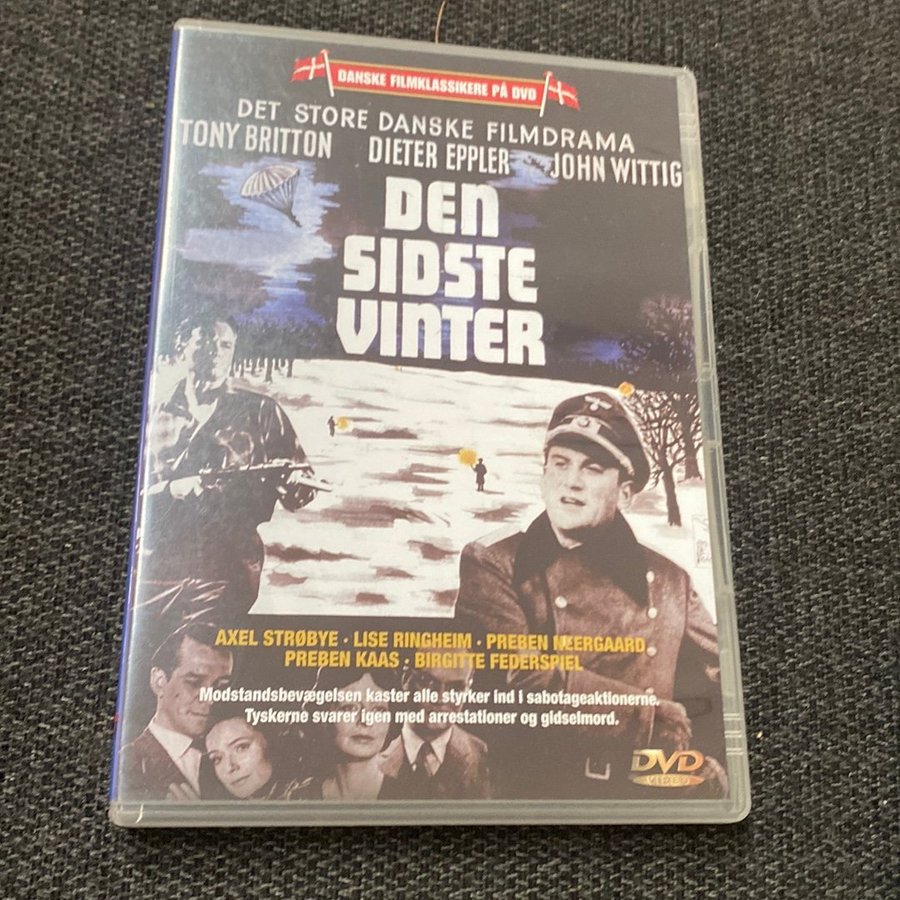 DANSKE FILMKLASSIKERE PÅ DVD
DET STORE DANSKE FILMDRAMA
TONY BRITTON DIETER EPPLER JOHN WITTIG
DEN
SIDSTE
VINTER
AXEL STRØBYE · LISE RINGHEIM · PREBEN NEERGAARD
PREBEN KAAS · BIRGITTE FEDERSPIEL
Modstandsbevægelsen kaster alle styrker ind i sabotageaktionerne.
Tyskerne svarer igen med arrestationer og gidselmord.
DVD
VIDEO